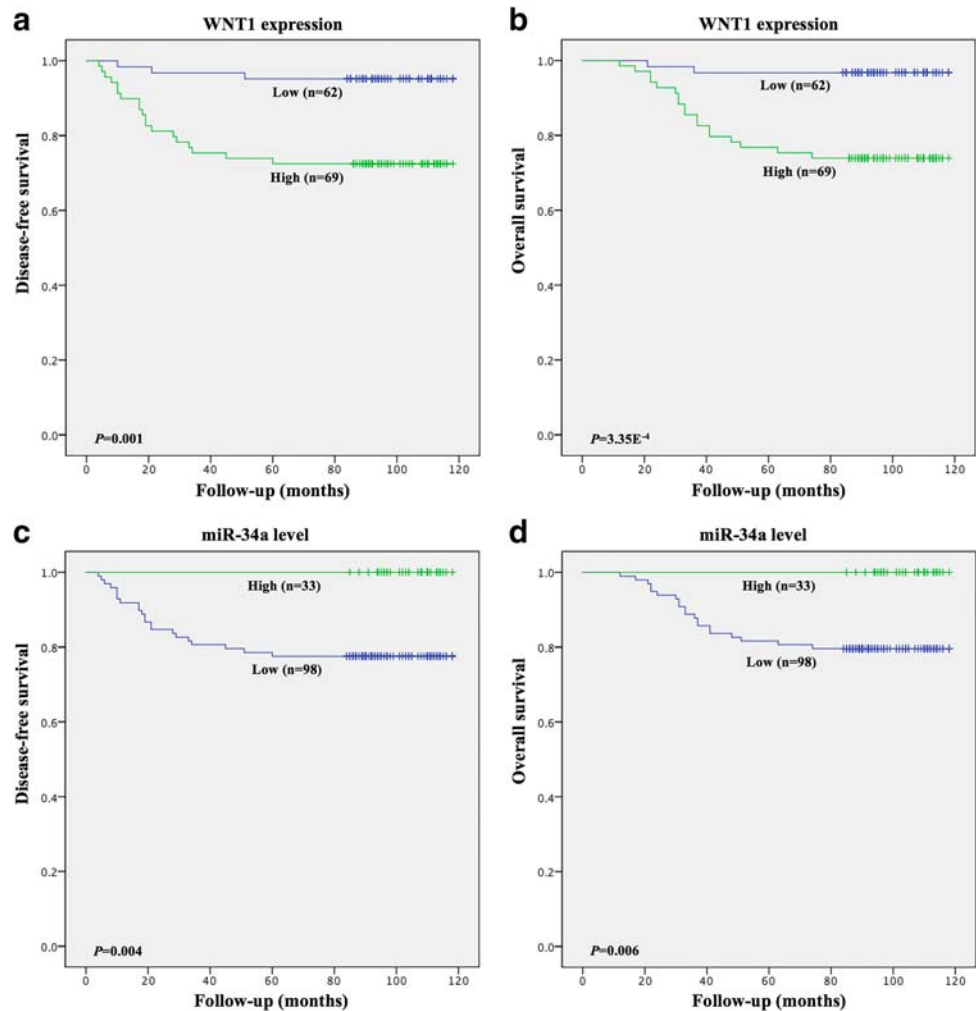 a
WNT1 expression
1.0
0.8
0.6
0.4
0.2
0.0
Disease-free survival
Low (n=62)
High (n=69)
P=0.001
0 20 40 60 80 100 120
Follow-up (months)
b
WNT1 expression
1.0
0.8
0.6
0.4
0.2
0.0
Overall survival
Low (n=62)
High (n=69)
P=3.35E⁻⁴
0 20 40 60 80 100 120
Follow-up (months)
c
miR-34a level
1.0
0.8
0.6
0.4
0.2
0.0
Disease-free survival
High (n=33)
Low (n=98)
P=0.004
0 20 40 60 80 100 120
Follow-up (months)
d
miR-34a level
1.0
0.8
0.6
0.4
0.2
0.0
Overall survival
High (n=33)
Low (n=98)
P=0.006
0 20 40 60 80 100 120
Follow-up (months)